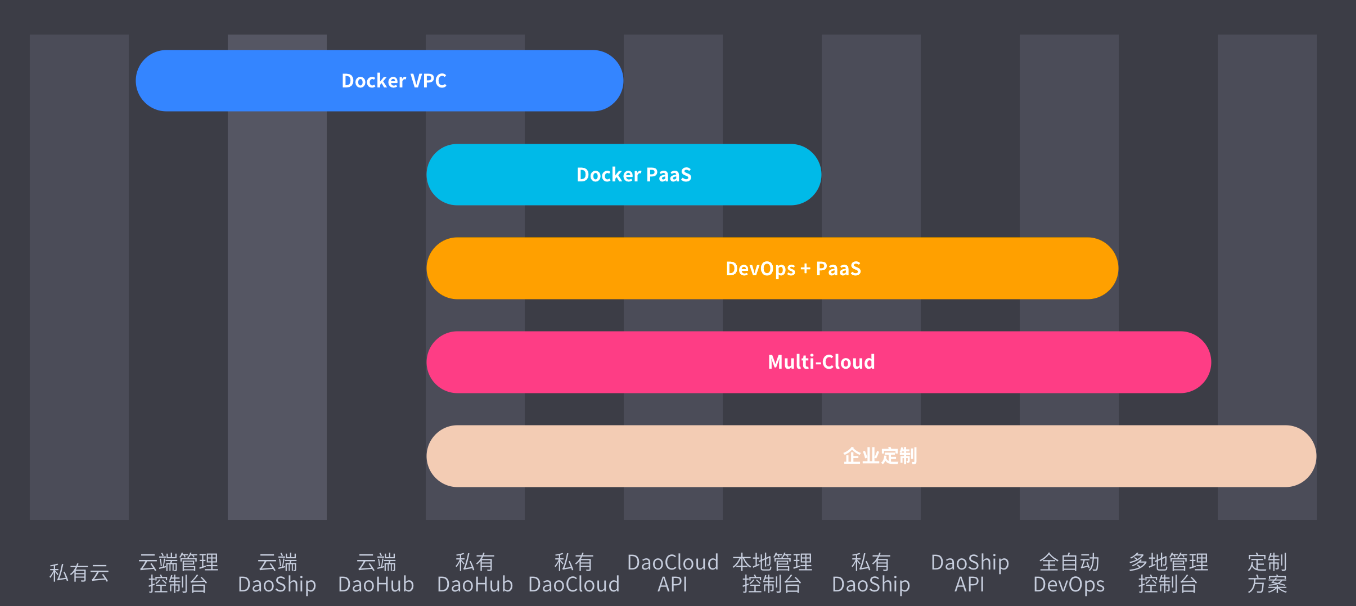 Docker VPC
Docker PaaS
DevOps + PaaS
Multi-Cloud
企业定制
私有云
云端管理
控制台
云端
DaoShip
云端
DaoHub
私有
DaoHub
私有
DaoCloud
DaoCloud
API
本地管理
控制台
私有
DaoShip
DaoShip
API
全自动
DevOps
多地管理
控制台
定制
方案